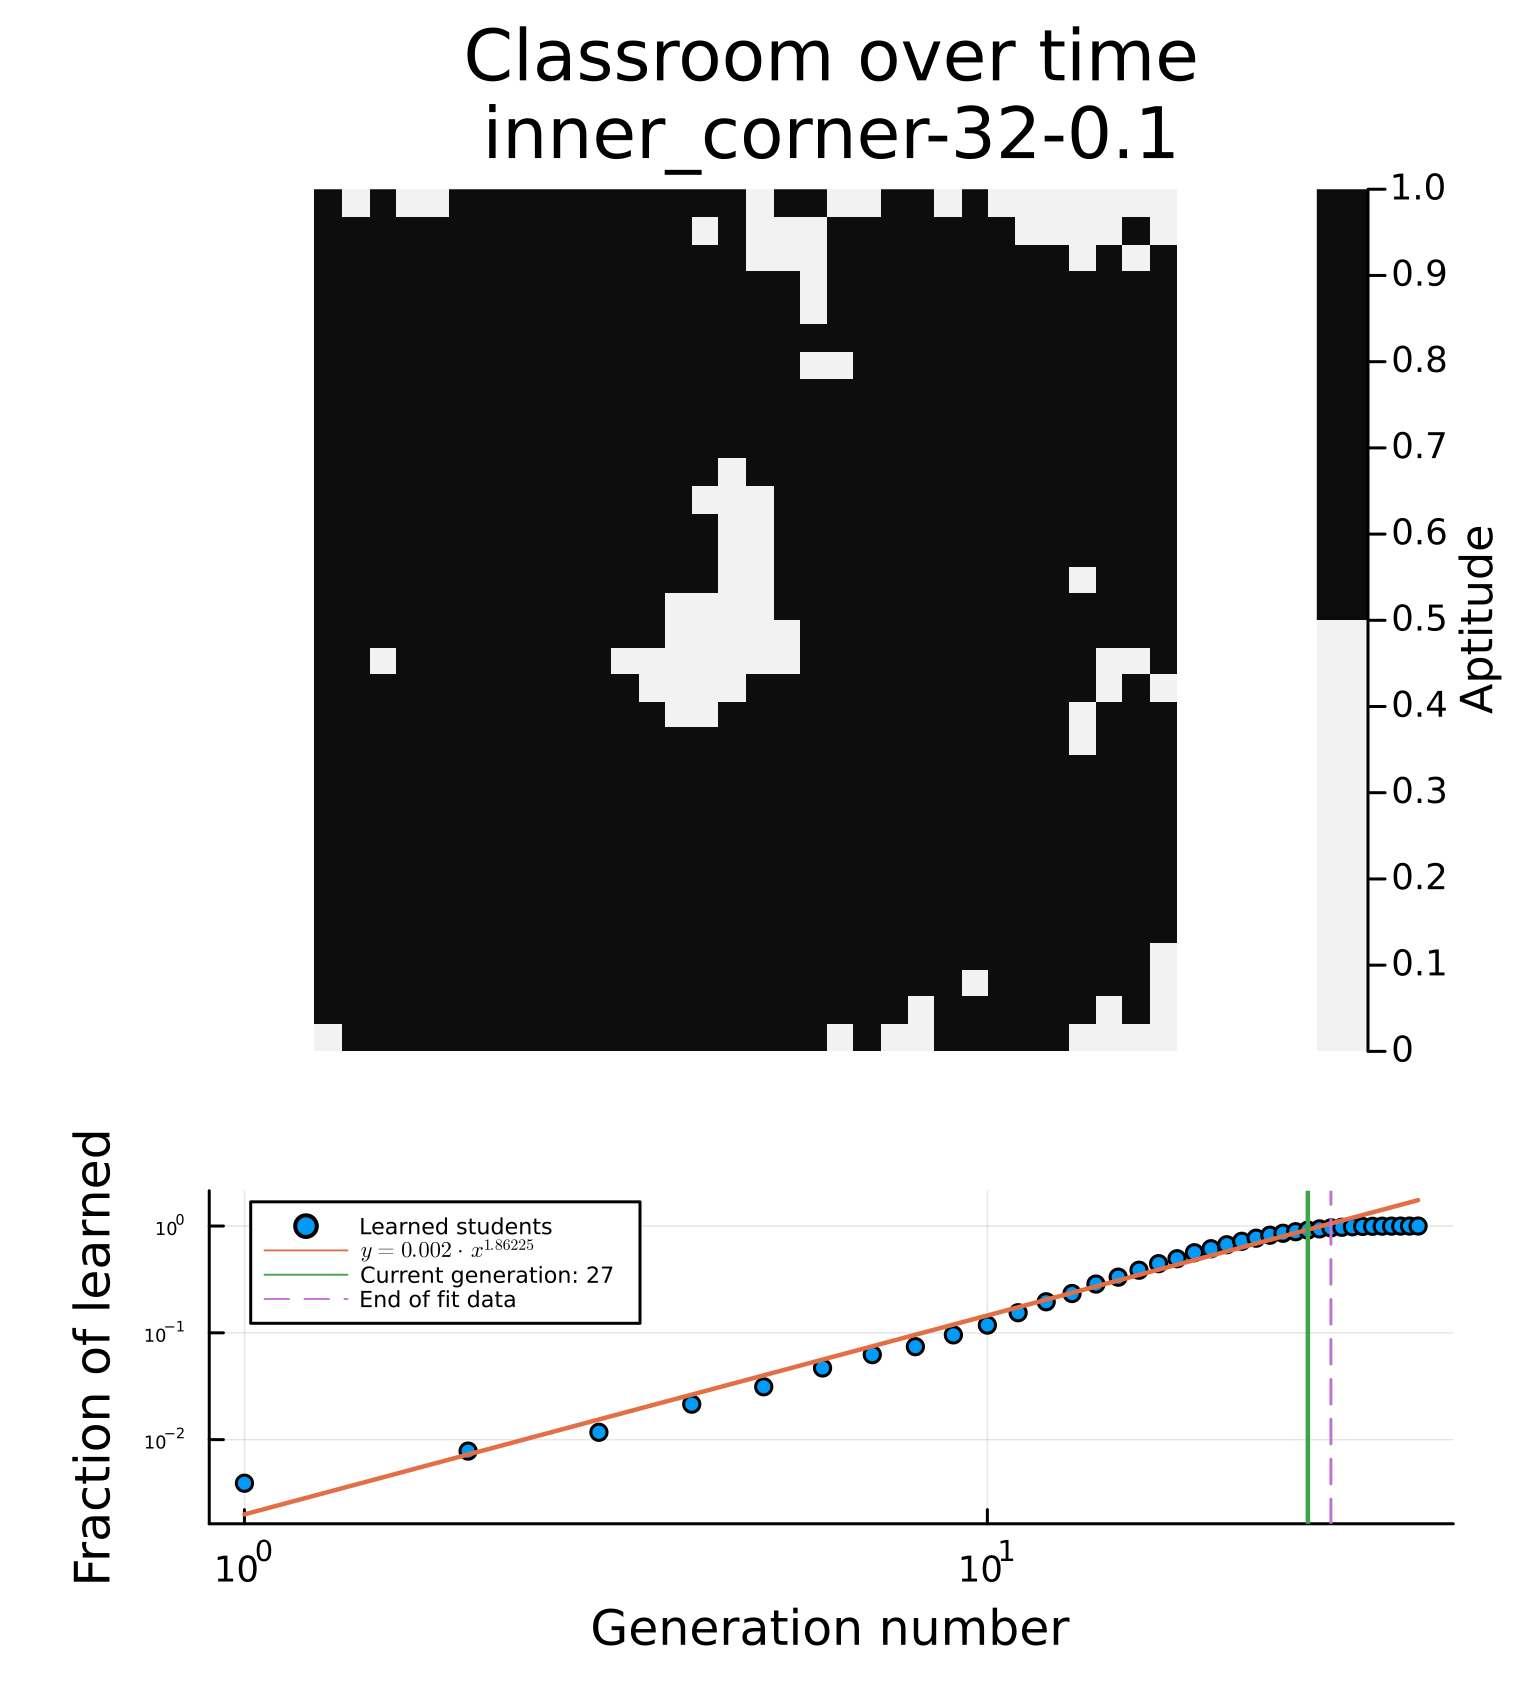 Classroom over time
inner_corner-32-0.1
1.0
0.9
0.8
0.7
0.6
0.5
0.4
0.3
0.2
0.1
0
Aptitude
Fraction of learned
10^0
10^-1
10^-2
Learned students
y = 0.002 · x^1.86225
Current generation: 27
End of fit data
10^0
10^1
Generation number